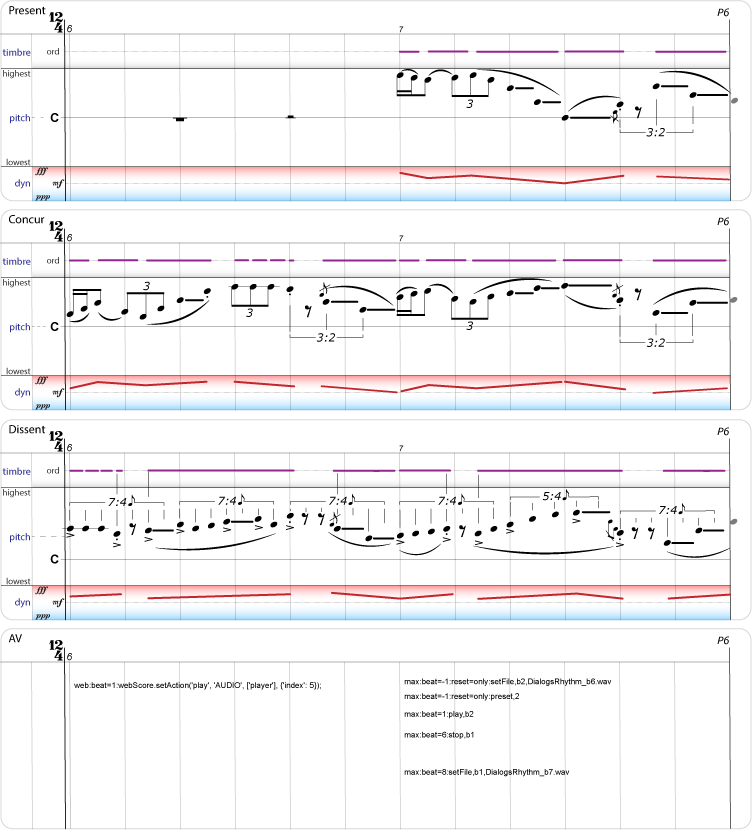 Present
P6
12
4
6
7
timbre
ord
highest
pitch
C
3
3:2
lowest
fff
dyn
mf
ppp
Concur
P6
12
4
6
7
timbre
ord
highest
3
3
3
pitch
C
3:2
3:2
lowest
fff
dyn
mf
ppp
Dissent
P6
12
4
6
7
timbre
ord
highest
7:4♪ 7:4♪ 7:4♪ 7:4♪ 5:4♪ 7:4♪
pitch
C
lowest
fff
dyn
mf
ppp
AV
P6
12
4
6
web:beat=1:webScore.setAction('play', 'AUDIO', ['player'], {'index': 5});
max:beat=-1:reset=only:setFile,b2,DialogsRhythm_b6.wav
max:beat=-1:reset=only:preset,2
max:beat=1:play,b2
max:beat=6:stop,b1
max:beat=8:setFile,b1,DialogsRhythm_b7.wav